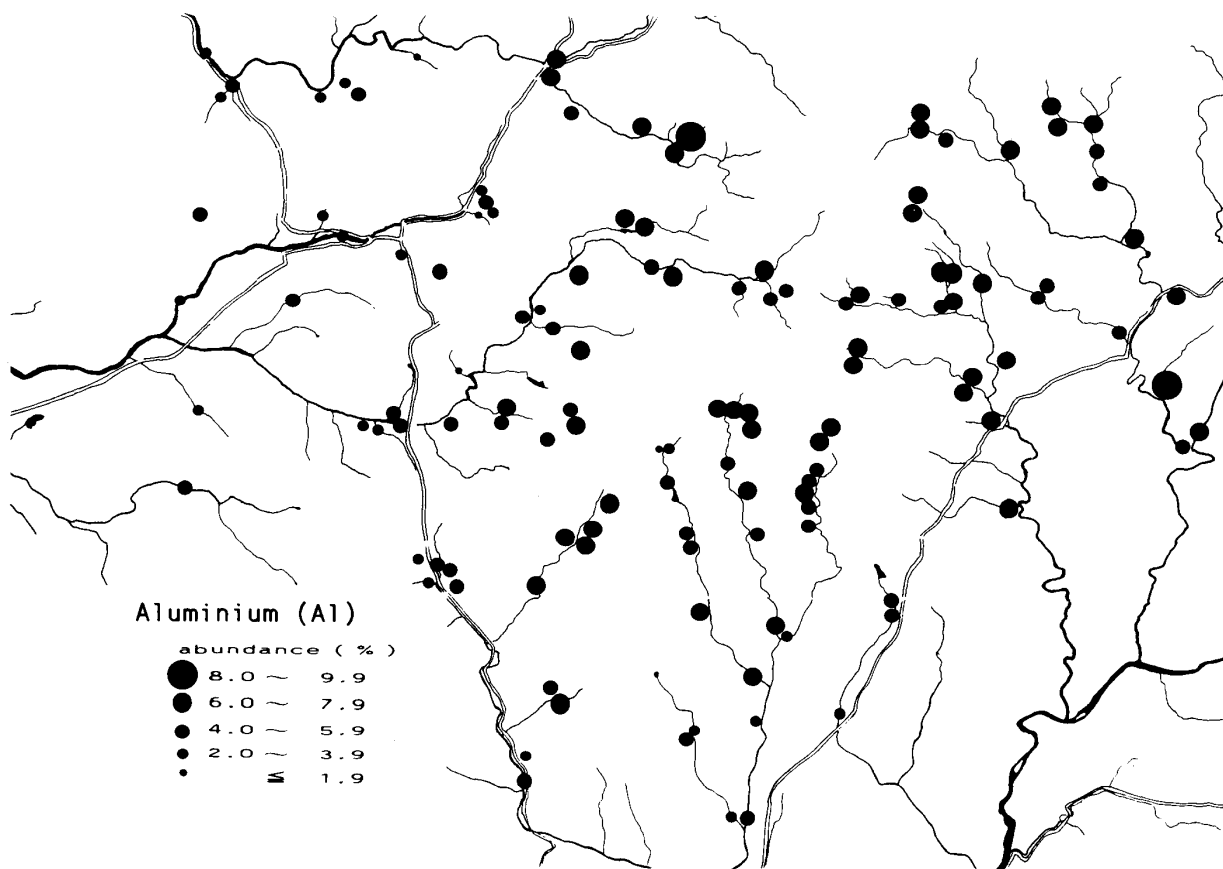 Aluminium (Al)
abundance ( % )
8.0 ~ 9.9
6.0 ~ 7.9
4.0 ~ 5.9
2.0 ~ 3.9
≦ 1.9